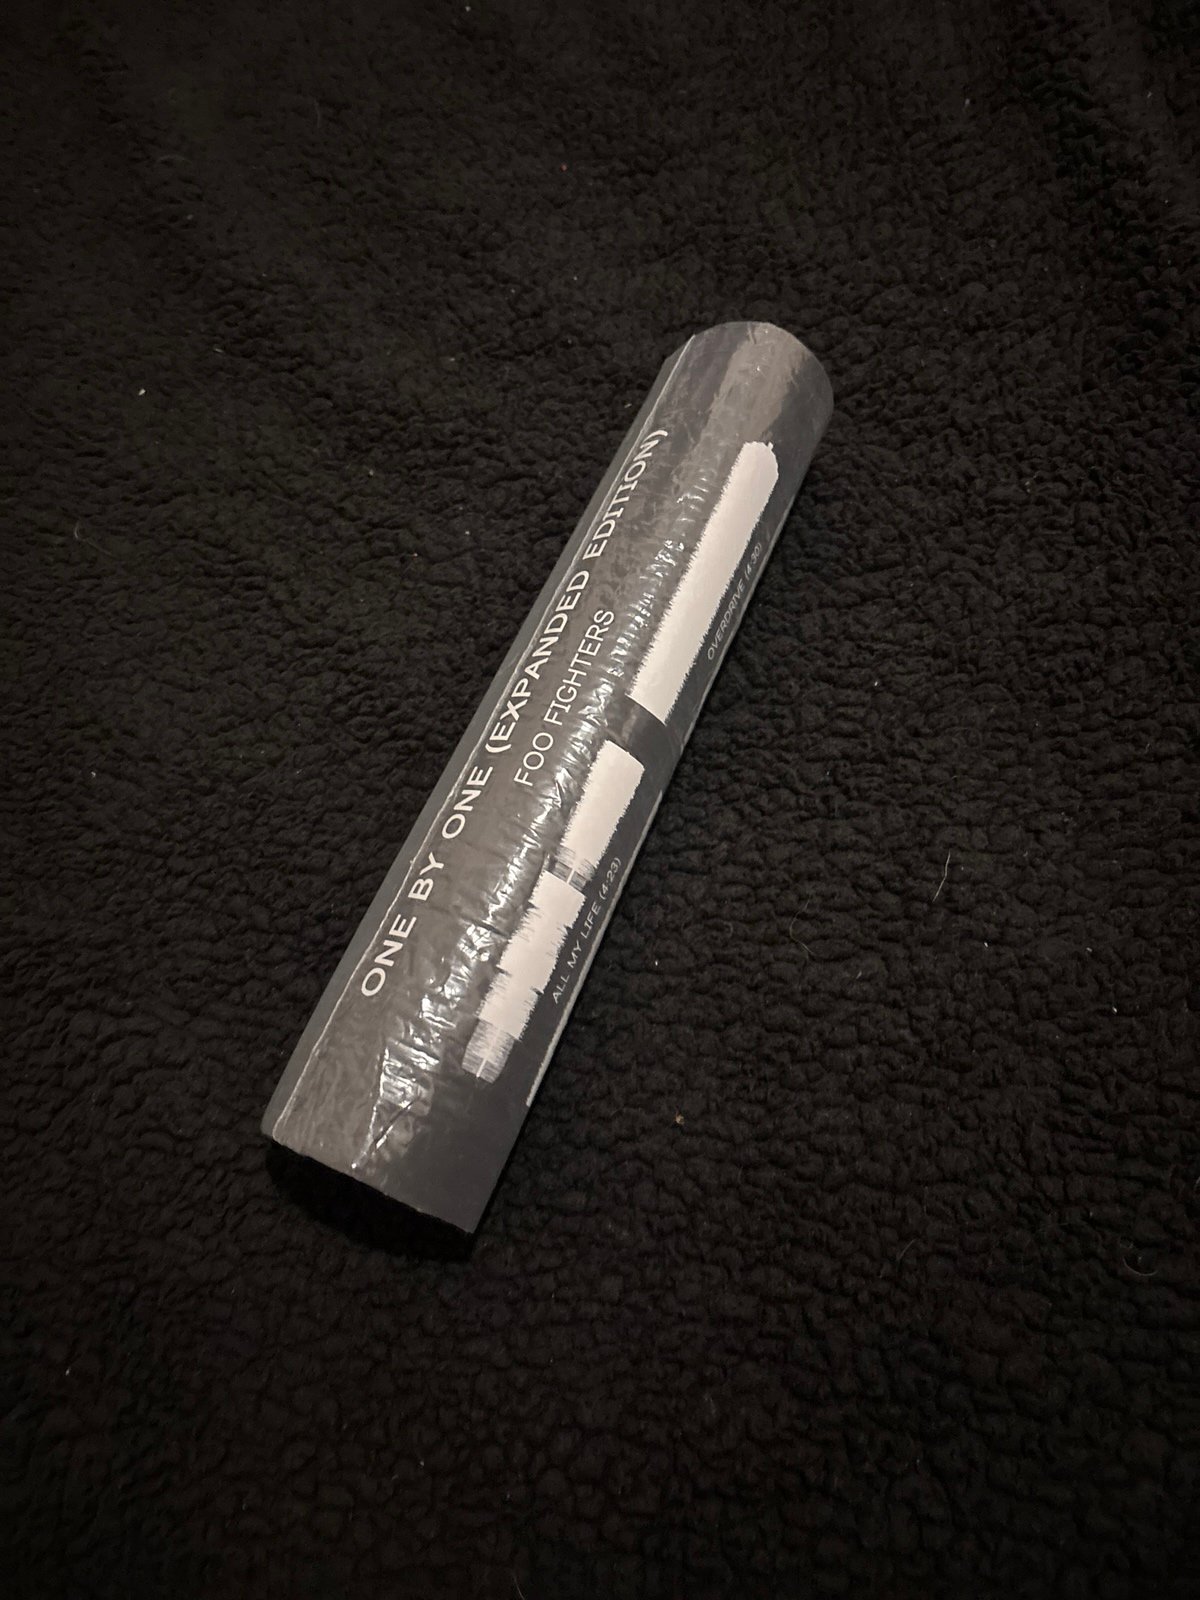 ONE BY ONE (EXPANDED EDITION)
FOO FIGHTERS
ALL MY LIFE (4:23)
OVERDRIVE (4:30)